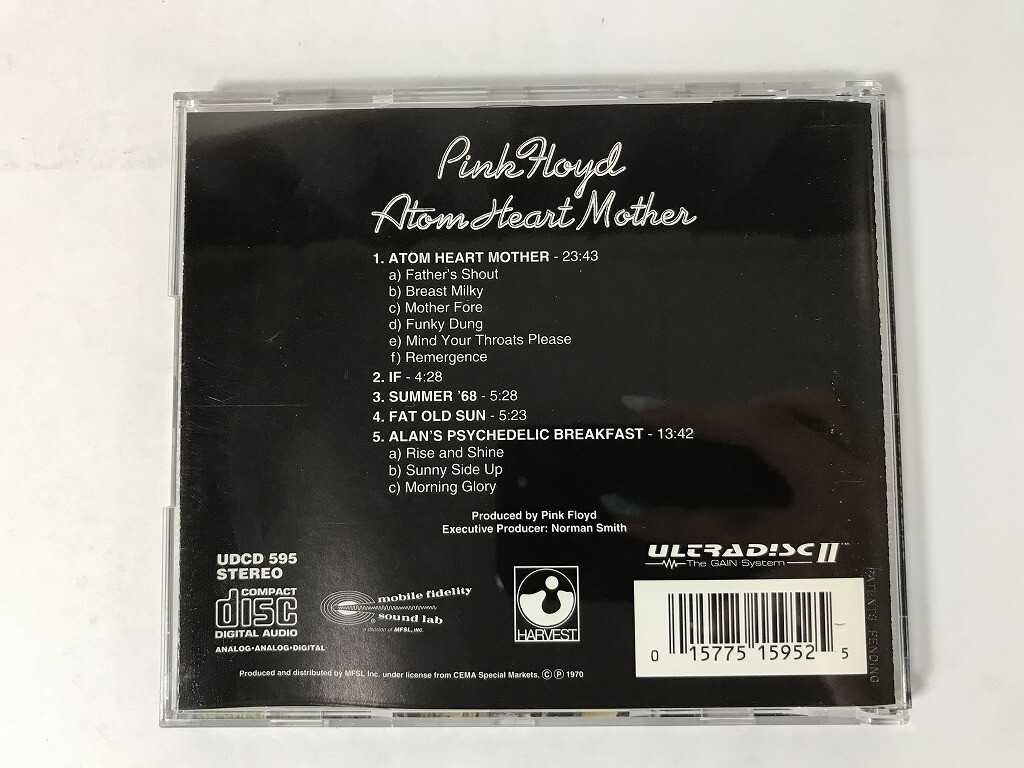 Pink Floyd
Atom Heart Mother
1. ATOM HEART MOTHER - 23:43
a) Father's Shout
b) Breast Milky
c) Mother Fore
d) Funky Dung
e) Mind Your Throats Please
f) Remergence
2. IF - 4:28
3. SUMMER '68 - 5:28
4. FAT OLD SUN - 5:23
5. ALAN'S PSYCHEDELIC BREAKFAST - 13:42
a) Rise and Shine
b) Sunny Side Up
c) Morning Glory
Produced by Pink Floyd
Executive Producer: Norman Smith
UDCD 595
STEREO
COMPACT
disc
DIGITAL AUDIO
ANALOG•ANALOG•DIGITAL
mobile fidelity
sound lab
a division of MFSL, INC.
HARVEST
ULTRADISC II™
The GAIN System
0 15775 15952 5
PATENTS PENDING
Produced and distributed by MFSL Inc. under license from CEMA Special Markets. Ⓒ Ⓟ 1970